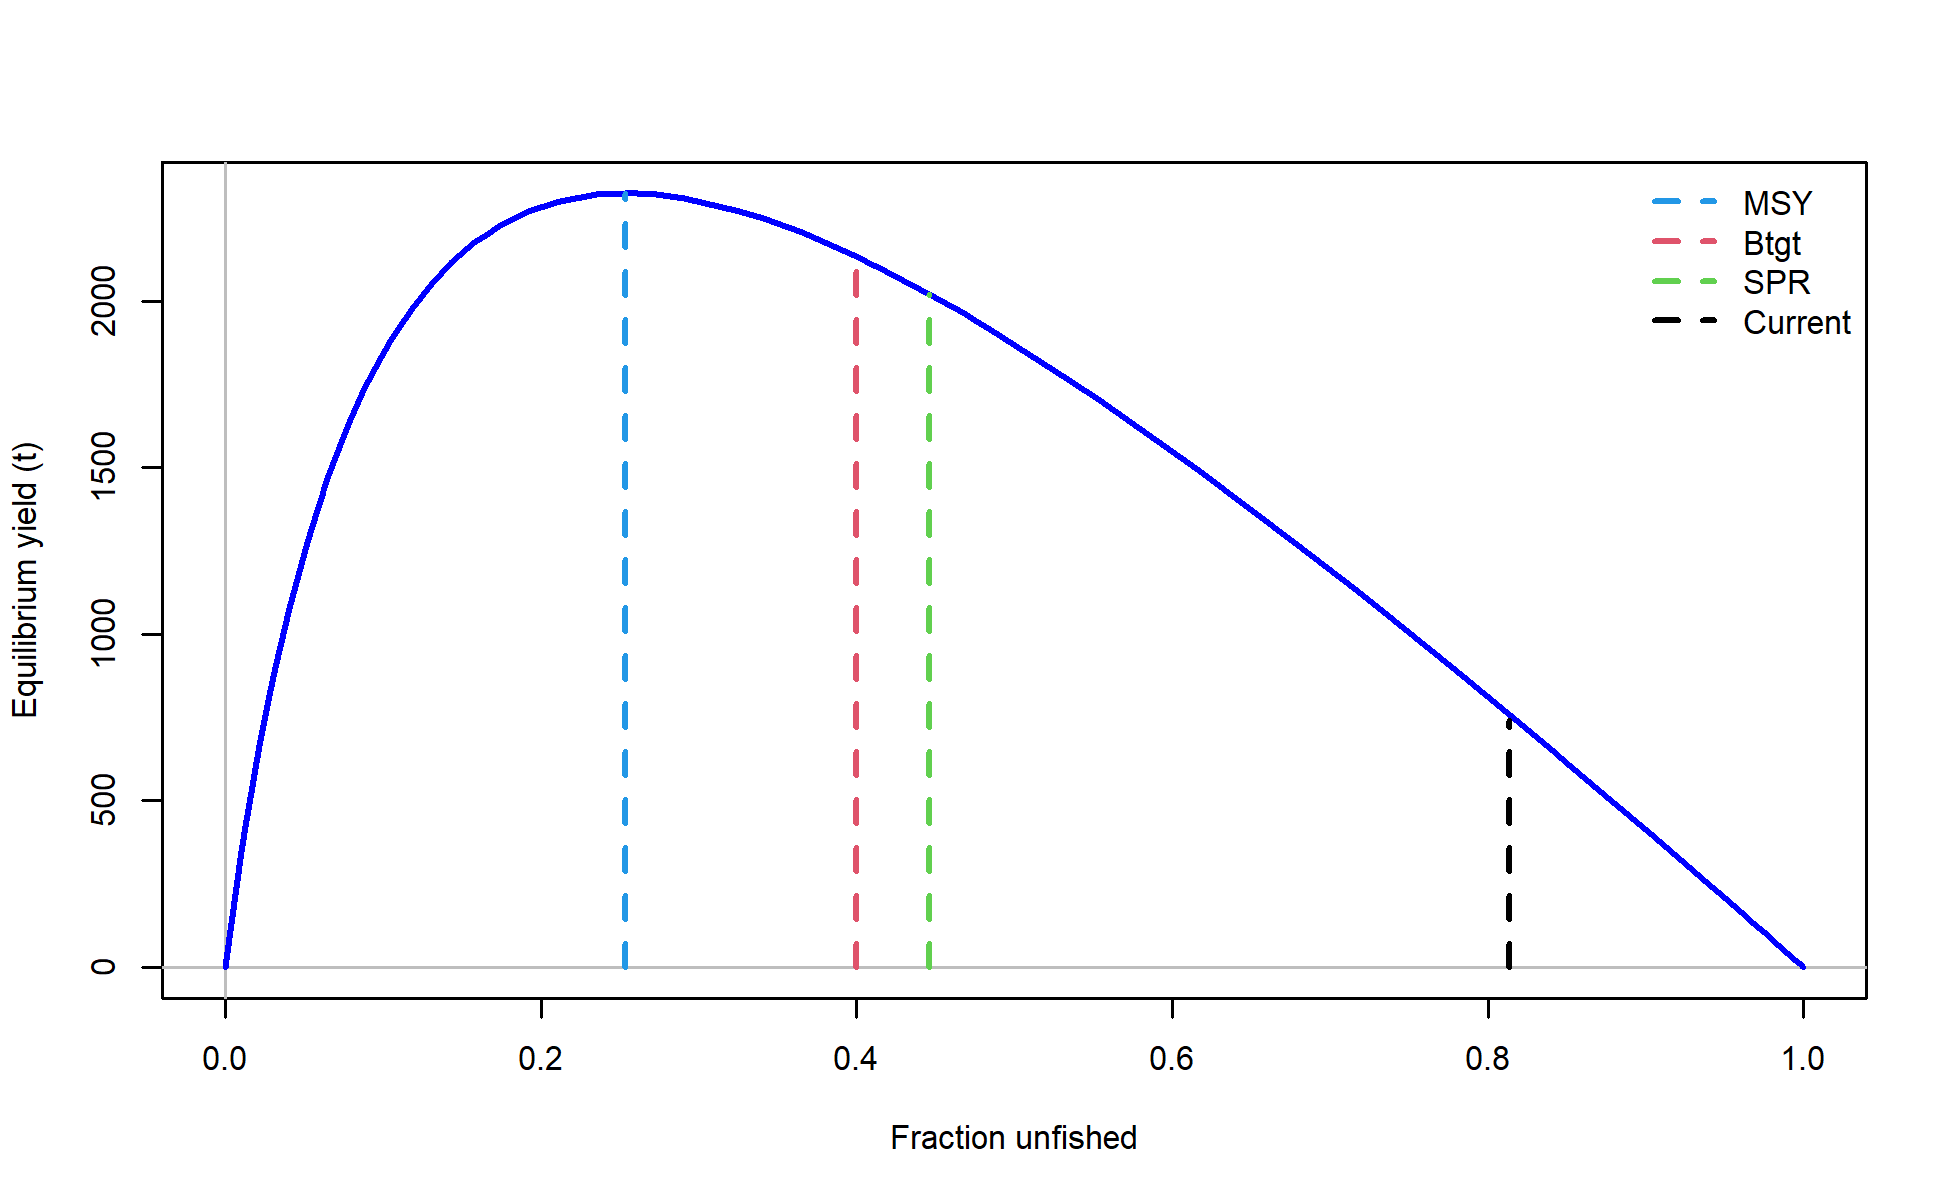 MSY
Btgt
SPR
Current
Equilibrium yield (t)
2000
1500
1000
500
0
0.0 0.2 0.4 0.6 0.8 1.0
Fraction unfished